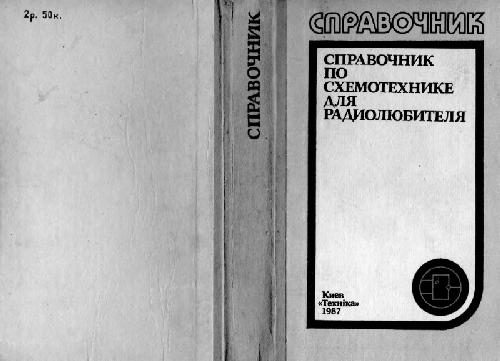 2р. 50к.
СПРАВОЧНИК
СПРАВОЧНИК
СПРАВОЧНИК
ПО
СХЕМОТЕХНИКЕ
ДЛЯ
РАДИОЛЮБИТЕЛЯ
Киев
«Техніка»
1987